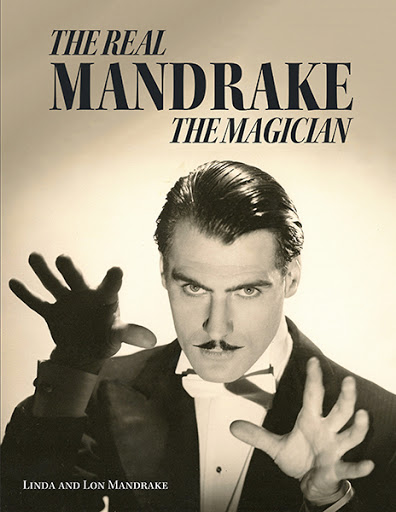 THE REAL
MANDRAKE
THE MAGICIAN
LINDA AND LON MANDRAKE